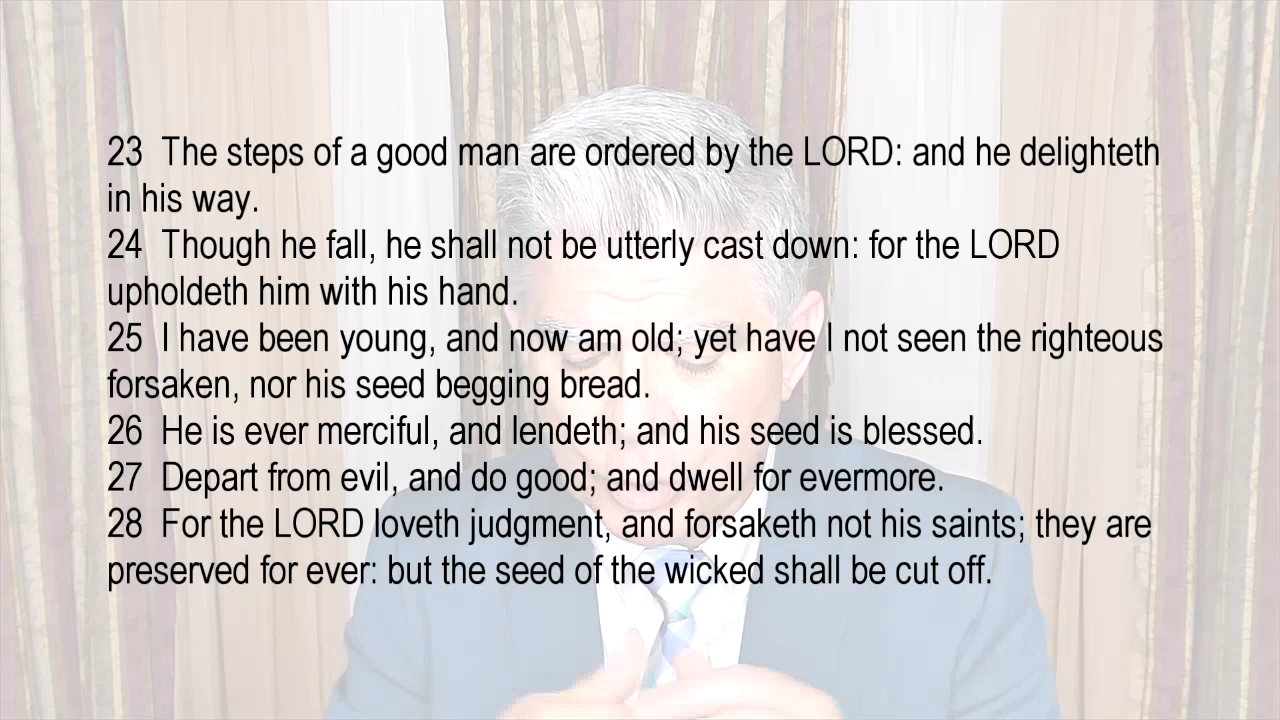 23 The steps of a good man are ordered by the LORD: and he delighteth
in his way.
24 Though he fall, he shall not be utterly cast down: for the LORD
upholdeth him with his hand.
25 I have been young, and now am old; yet have I not seen the righteous
forsaken, nor his seed begging bread.
26 He is ever merciful, and lendeth; and his seed is blessed.
27 Depart from evil, and do good; and dwell for evermore.
28 For the LORD loveth judgment, and forsaketh not his saints; they are
preserved for ever: but the seed of the wicked shall be cut off.